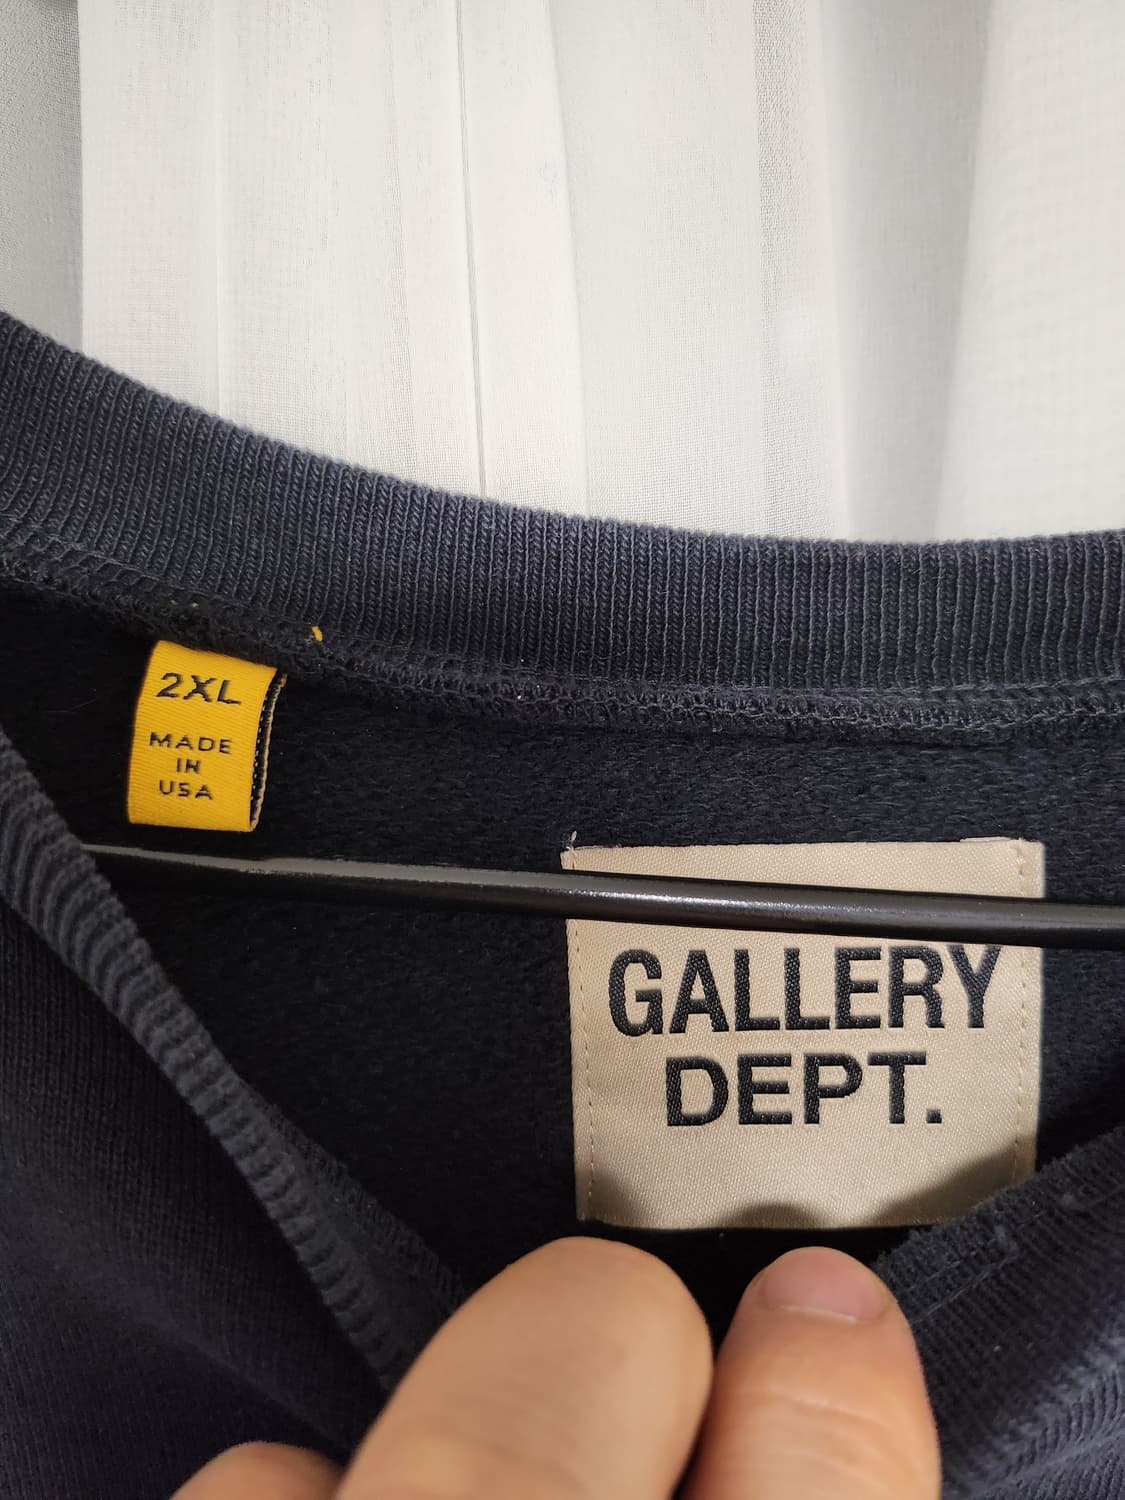 2XL
MADE
IN
USA
GALLERY
DEPT.